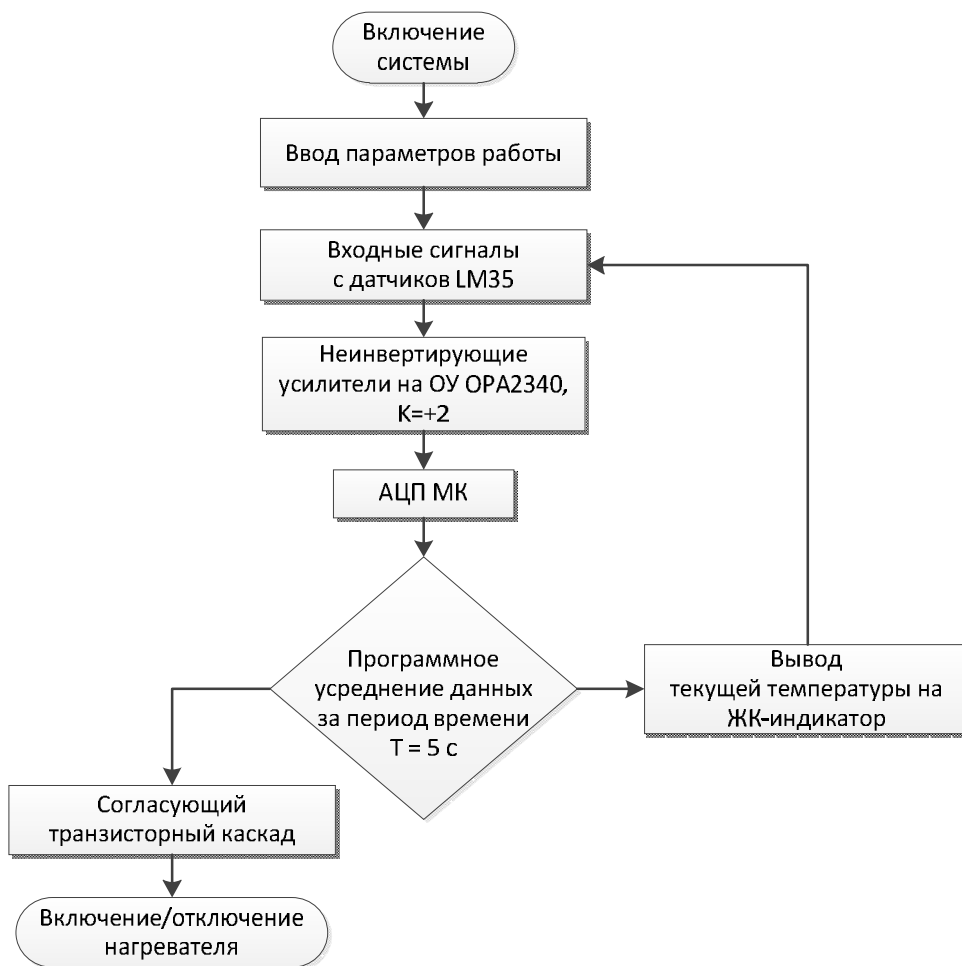 Включение
системы
Ввод параметров работы
Входные сигналы
с датчиков LM35
Неинвертирующие
усилители на ОУ OPA2340,
K=+2
АЦП МК
Программное
усреднение данных
за период времени
T = 5 с
Вывод
текущей температуры на
ЖК-индикатор
Согласующий
транзисторный каскад
Включение/отключение
нагревателя